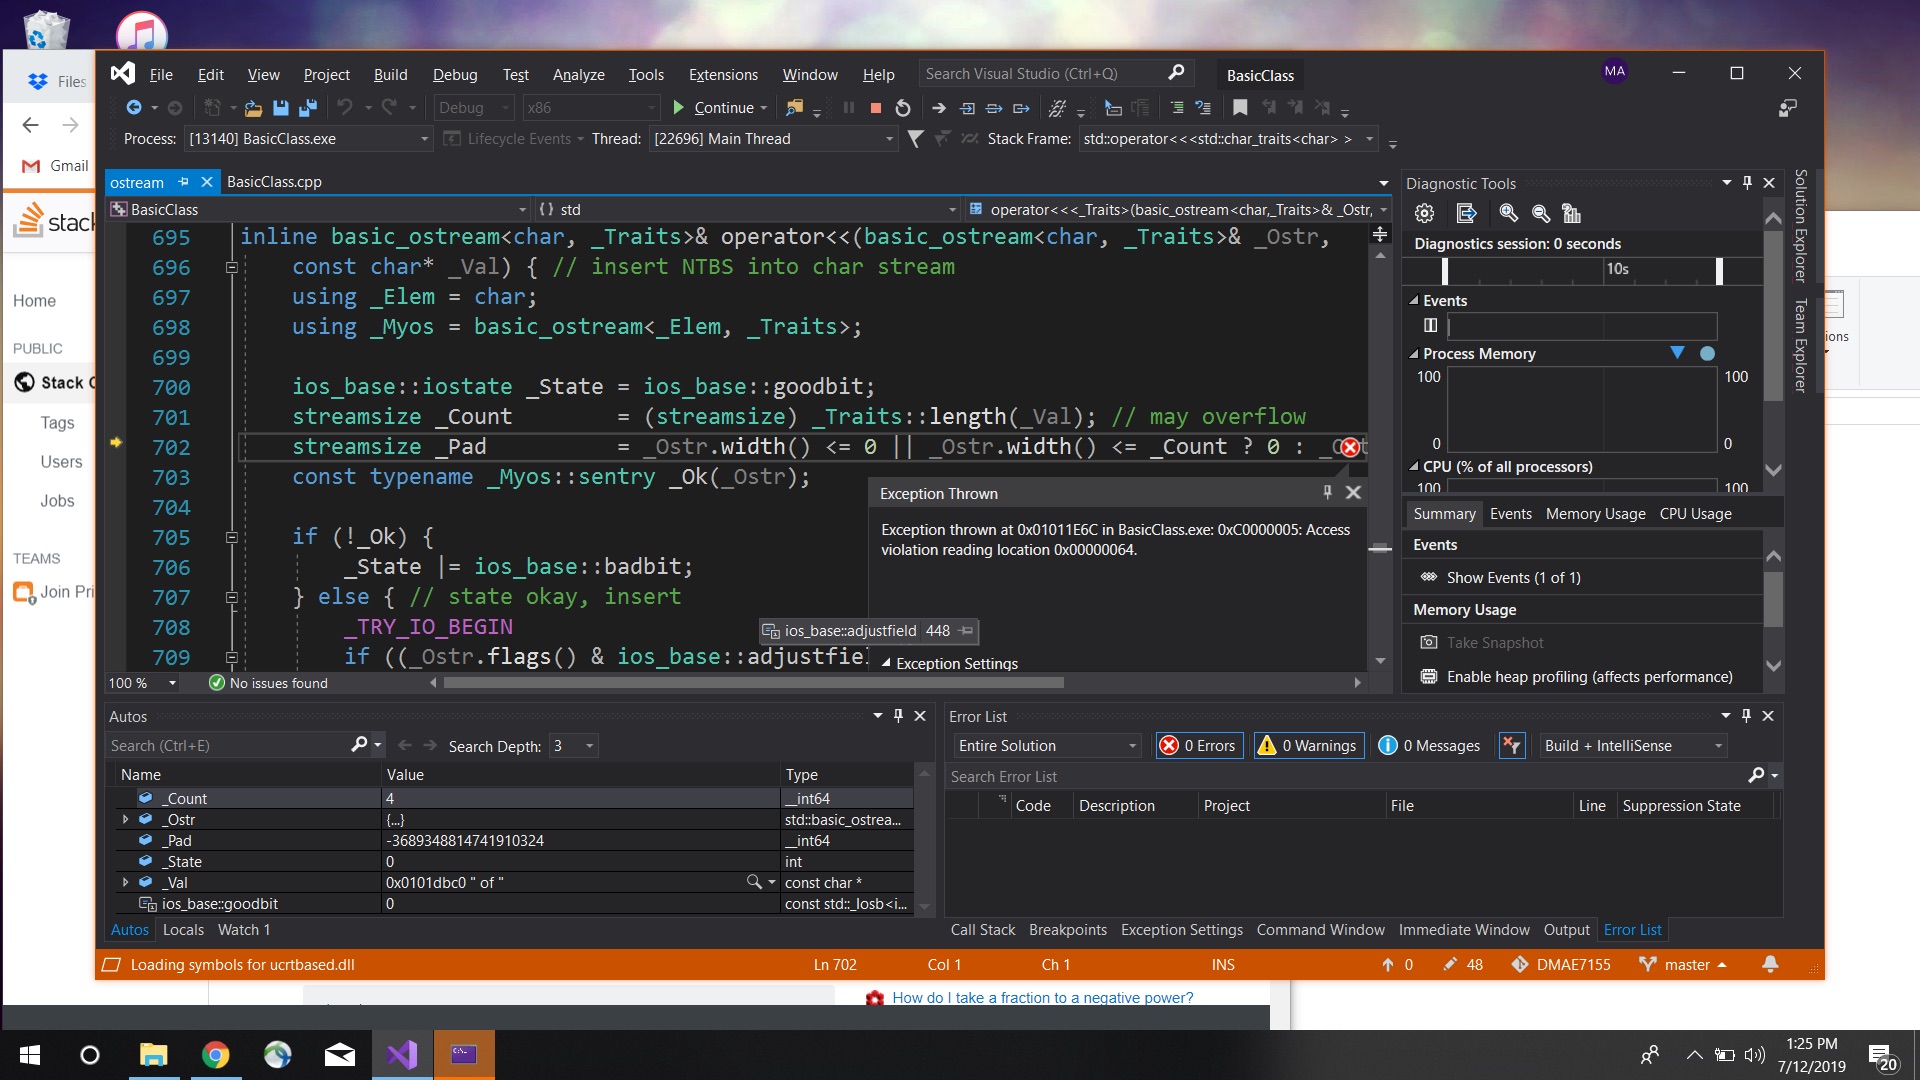 Files
File Edit View Project Build Debug Test Analyze Tools Extensions Window Help Search Visual Studio (Ctrl+Q) BasicClass MA
Debug x86 Continue
Process: [13140] BasicClass.exe Lifecycle Events Thread: [22696] Main Thread Stack Frame: std::operator<<<std::char_traits<char> >
Gmail
ostream BasicClass.cpp
BasicClass {} std operator<<<_Traits>(basic_ostream<char,_Traits>& _Ostr,
695 inline basic_ostream<char, _Traits>& operator<<(basic_ostream<char, _Traits>& _Ostr,
696 const char* _Val) { // insert NTBS into char stream
697 using _Elem = char;
698 using _Myos = basic_ostream<_Elem, _Traits>;
699
700 ios_base::iostate _State = ios_base::goodbit;
701 streamsize _Count = (streamsize) _Traits::length(_Val); // may overflow
702 streamsize _Pad = _Ostr.width() <= 0 || _Ostr.width() <= _Count ? 0 : _O
703 const typename _Myos::sentry _Ok(_Ostr);
704
705 if (!_Ok) {
706 _State |= ios_base::badbit;
707 } else { // state okay, insert
708 _TRY_IO_BEGIN
709 if ((_Ostr.flags() & ios_base::adjustfiel
Exception Thrown
Exception thrown at 0x01011E6C in BasicClass.exe: 0xC0000005: Access
violation reading location 0x00000064.
ios_base::adjustfield 448
Exception Settings
100 % No issues found
stack
Home
PUBLIC
Stack O
Tags
Users
Jobs
TEAMS
Join Pri
Diagnostic Tools
Diagnostics session: 0 seconds
10s
Events
Process Memory
100 100
0 0
CPU (% of all processors)
100 100
Summary Events Memory Usage CPU Usage
Events
Show Events (1 of 1)
Memory Usage
Take Snapshot
Enable heap profiling (affects performance)
Solution Explorer
Team Explorer
ions
Autos
Search (Ctrl+E) Search Depth: 3
Name Value Type
_Count 4 __int64
_Ostr {...} std::basic_ostrea...
_Pad -3689348814741910324 __int64
_State 0 int
_Val 0x0101dbc0 " of " const char *
ios_base::goodbit 0 const std::_Iosb<i...
Autos Locals Watch 1
Error List
Entire Solution 0 Errors 0 Warnings 0 Messages Build + IntelliSense
Search Error List
Code Description Project File Line Suppression State
Call Stack Breakpoints Exception Settings Command Window Immediate Window Output Error List
Loading symbols for ucrtbased.dll Ln 702 Col 1 Ch 1 INS 0 48 DMAE7155 master
How do I take a fraction to a negative power?
1:25 PM
7/12/2019
20